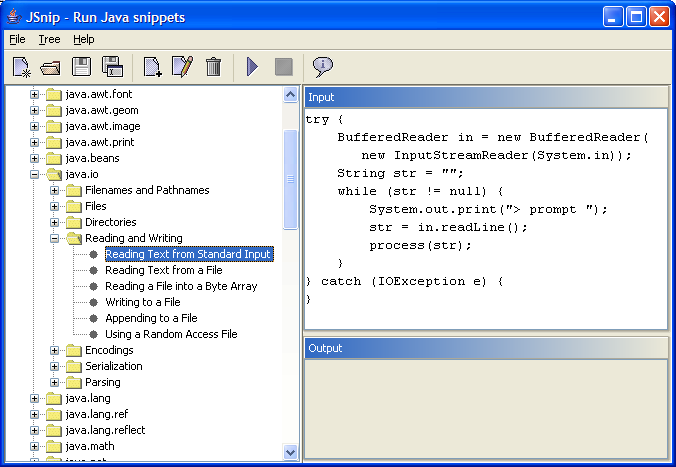 JSnip - Run Java snippets
File Tree Help
java.awt.font
java.awt.geom
java.awt.image
java.awt.print
java.beans
java.io
Filenames and Pathnames
Files
Directories
Reading and Writing
Reading Text from Standard Input
Reading Text from a File
Reading a File into a Byte Array
Writing to a File
Appending to a File
Using a Random Access File
Encodings
Serialization
Parsing
java.lang
java.lang.ref
java.lang.reflect
java.math
Input
try {
    BufferedReader in = new BufferedReader(
       new InputStreamReader(System.in));
    String str = "";
    while (str != null) {
        System.out.print("> prompt ");
        str = in.readLine();
        process(str);
    }
} catch (IOException e) {
}
Output